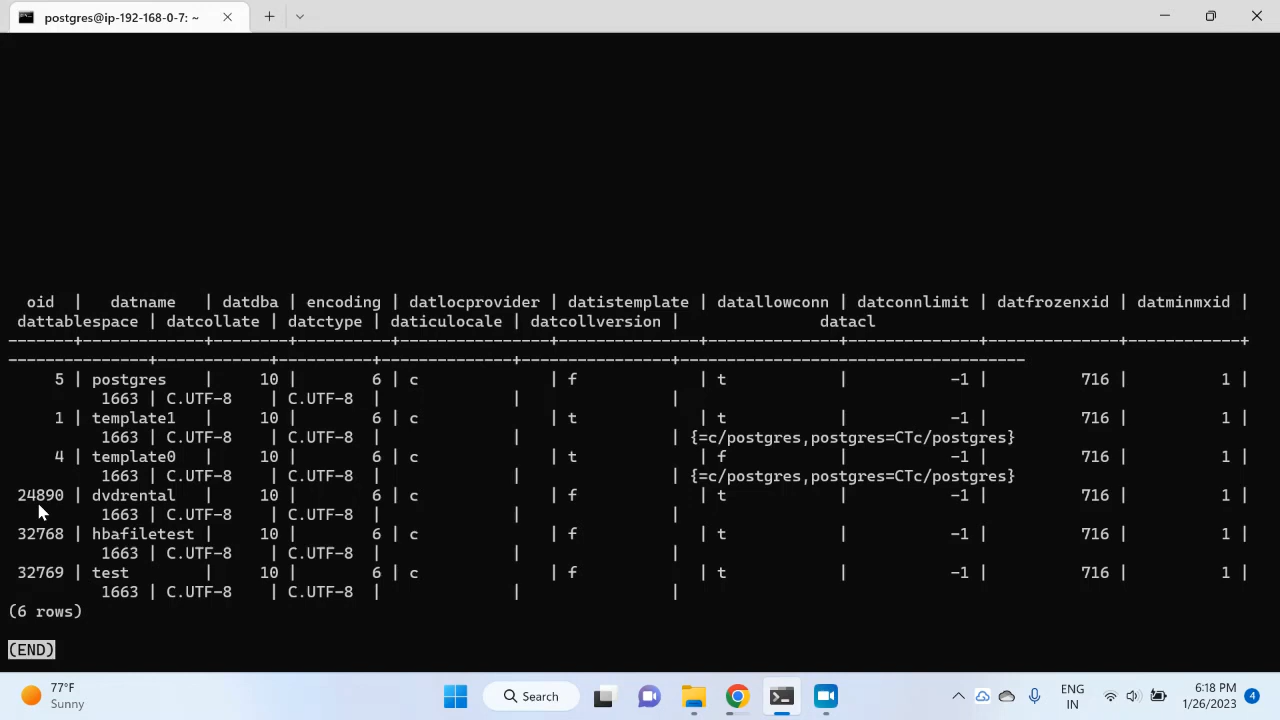 postgres@ip-192-168-0-7: ~
oid | datname | datdba | encoding | datlocprovider | datistemplate | datallowconn | datconnlimit | datfrozenxid | datminmxid |
dattablespace | datcollate | datctype | daticulocale | datcollversion | datacl
-------+-------------+--------+----------+----------------+---------------+--------------+--------------+--------------+------------+
---------------+------------+----------+--------------+----------------+-------------------------------------
5 | postgres | 10 | 6 | c | f | t | -1 | 716 | 1 |
1663 | C.UTF-8 | C.UTF-8 | | |
1 | template1 | 10 | 6 | c | t | t | -1 | 716 | 1 |
1663 | C.UTF-8 | C.UTF-8 | | | {=c/postgres,postgres=CTc/postgres}
4 | template0 | 10 | 6 | c | t | f | -1 | 716 | 1 |
1663 | C.UTF-8 | C.UTF-8 | | | {=c/postgres,postgres=CTc/postgres}
24890 | dvdrental | 10 | 6 | c | f | t | -1 | 716 | 1 |
1663 | C.UTF-8 | C.UTF-8 | | |
32768 | hbafiletest | 10 | 6 | c | f | t | -1 | 716 | 1 |
1663 | C.UTF-8 | C.UTF-8 | | |
32769 | test | 10 | 6 | c | f | t | -1 | 716 | 1 |
1663 | C.UTF-8 | C.UTF-8 | | |
(6 rows)
(END)
77°F
Sunny
Search
ENG
IN
6:18 PM
1/26/2023
4